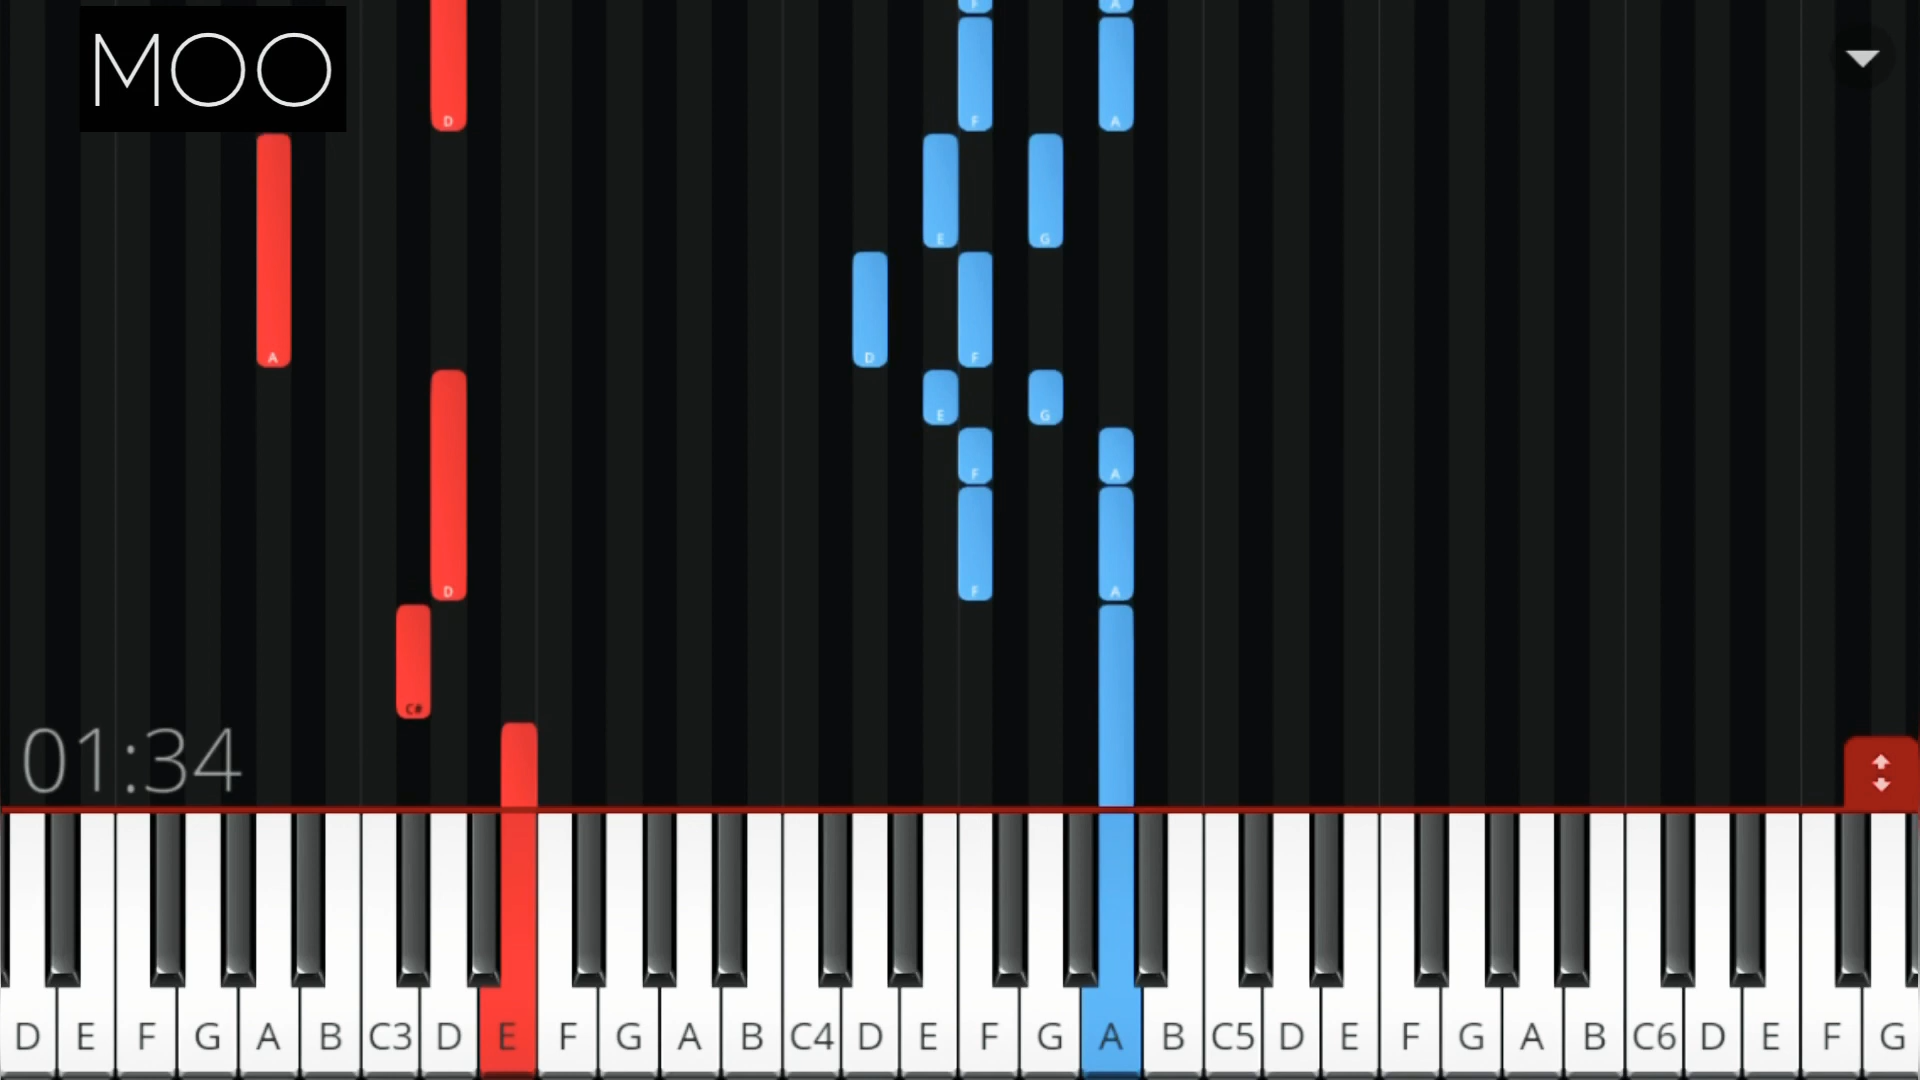 MOO
F A
D F A
E G
A D F
E G
F A
D F A
C#
01:34
D E F G A B C3 D E F G A B C4 D E F G A B C5 D E F G A B C6 D E F G